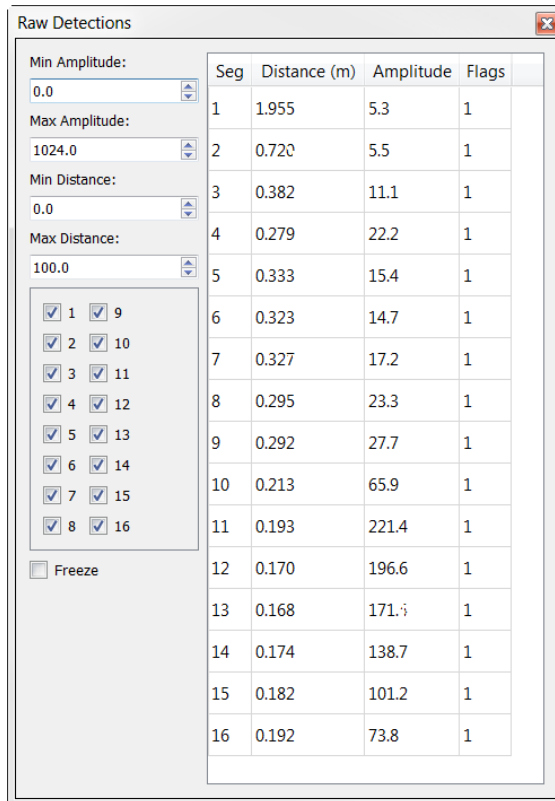 Raw Detections
Min Amplitude:
0.0
Max Amplitude:
1024.0
Min Distance:
0.0
Max Distance:
100.0
1 9
2 10
3 11
4 12
5 13
6 14
7 15
8 16
Freeze
Seg Distance (m) Amplitude Flags
1 1.955 5.3 1
2 0.720 5.5 1
3 0.382 11.1 1
4 0.279 22.2 1
5 0.333 15.4 1
6 0.323 14.7 1
7 0.327 17.2 1
8 0.295 23.3 1
9 0.292 27.7 1
10 0.213 65.9 1
11 0.193 221.4 1
12 0.170 196.6 1
13 0.168 1
14 0.174 138.7 1
15 0.182 101.2 1
16 0.192 73.8 1